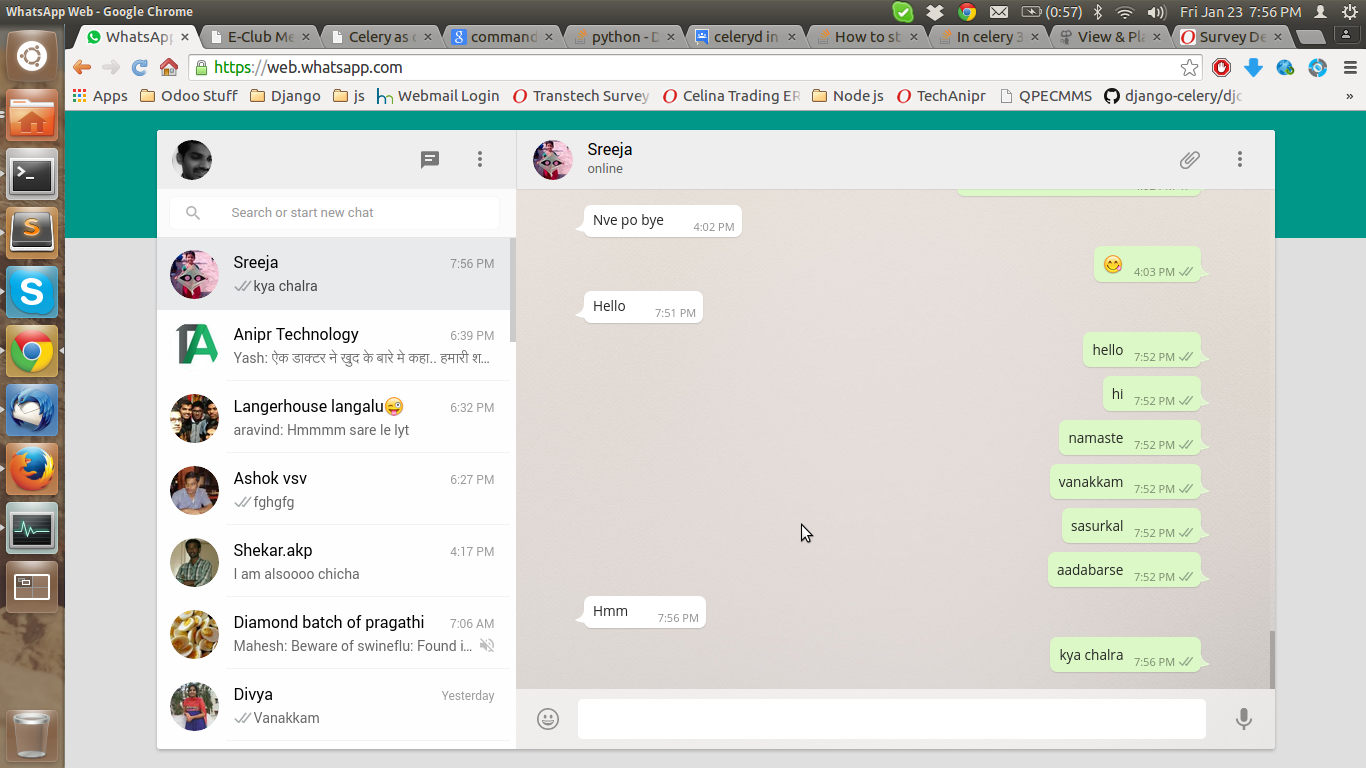 WhatsApp Web - Google Chrome
(0:57)
Fri Jan 23 7:56 PM
WhatsApp
E-Club Me
Celery as
command
python - D
celeryd in
How to st
In celery 3
View & Pla
Survey De
https://web.whatsapp.com
Apps
Odoo Stuff
Django
js
Webmail Login
Transtech Survey
Celina Trading ER
Node js
TechAnipr
QPECMMS
django-celery/djc
»
Search or start new chat
Sreeja
7:56 PM
kya chalra
Anipr Technology
6:39 PM
Yash: ऐक डाक्टर ने खुद के बारे मे कहा.. हमारी श...
Langerhouse langalu😜
6:32 PM
aravind: Hmmmm sare le lyt
Ashok vsv
6:27 PM
fghgfg
Shekar.akp
4:17 PM
I am alsoooo chicha
Diamond batch of pragathi
7:06 AM
Mahesh: Beware of swineflu: Found i...
Divya
Yesterday
Vanakkam
Sreeja
online
Nve po bye
4:02 PM
😋 4:03 PM
Hello
7:51 PM
hello 7:52 PM
hi 7:52 PM
namaste 7:52 PM
vanakkam 7:52 PM
sasurkal 7:52 PM
aadabarse 7:52 PM
Hmm
7:56 PM
kya chalra 7:56 PM